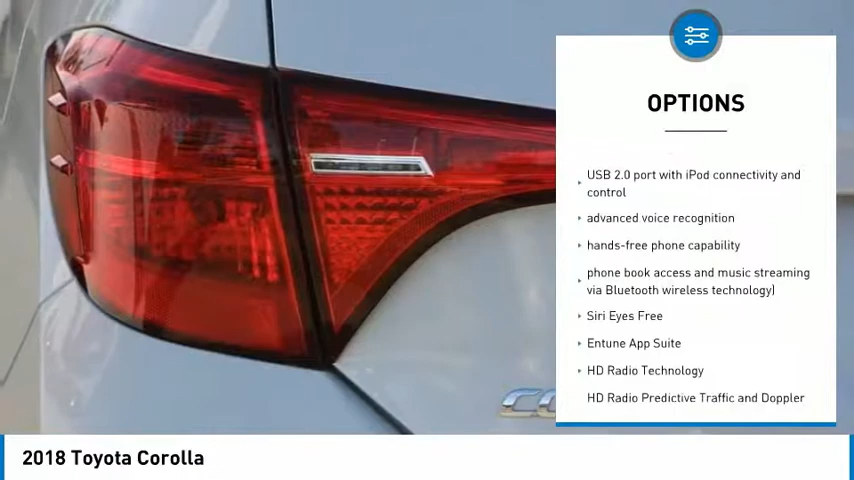 OPTIONS
USB 2.0 port with iPod connectivity and
control
advanced voice recognition
hands-free phone capability
phone book access and music streaming
via Bluetooth wireless technology)
Siri Eyes Free
Entune App Suite
HD Radio Technology
HD Radio Predictive Traffic and Doppler
CO
2018 Toyota Corolla